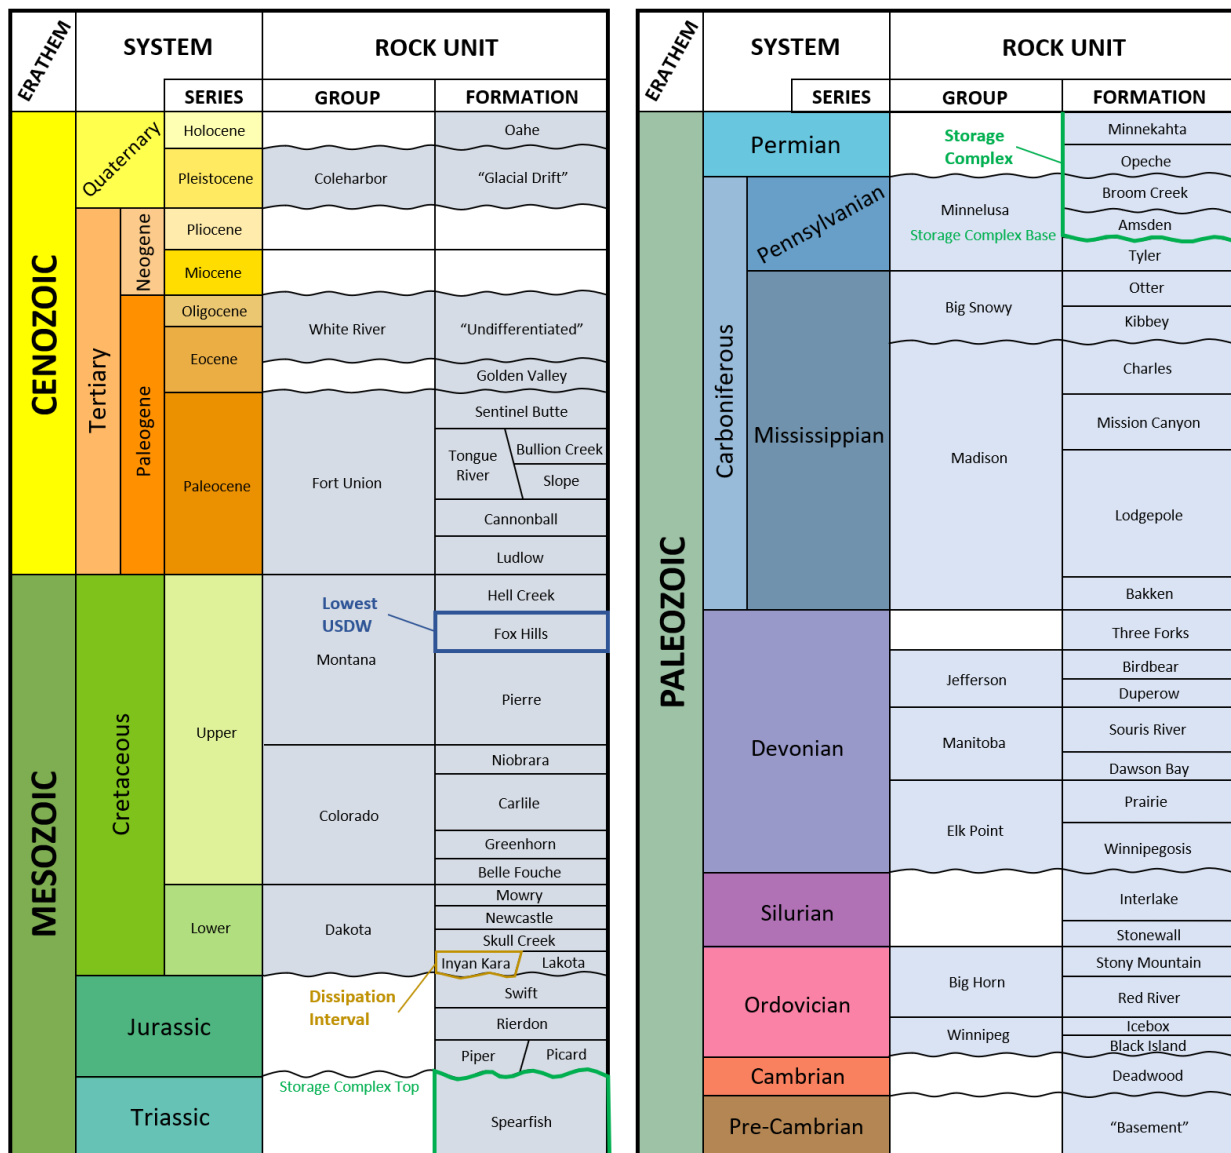 ERATHEM
SYSTEM
ROCK UNIT
SERIES
GROUP
FORMATION
CENOZOIC
Quaternary
Holocene
Oahe
Pleistocene
Coleharbor
“Glacial Drift”
Tertiary
Neogene
Pliocene
Miocene
Paleogene
Oligocene
White River
“Undifferentiated”
Eocene
Golden Valley
Paleocene
Fort Union
Sentinel Butte
Tongue
River
Bullion Creek
Slope
Cannonball
Ludlow
MESOZOIC
Cretaceous
Upper
Montana
Hell Creek
Lowest
USDW
Fox Hills
Pierre
Colorado
Niobrara
Carlile
Greenhorn
Belle Fouche
Lower
Dakota
Mowry
Newcastle
Skull Creek
Inyan Kara
Lakota
Dissipation
Interval
Jurassic
Swift
Rierdon
Piper
Picard
Storage Complex Top
Triassic
Spearfish
ERATHEM
SYSTEM
ROCK UNIT
SERIES
GROUP
FORMATION
PALEOZOIC
Permian
Storage
Complex
Minnekahta
Opeche
Carboniferous
Pennsylvanian
Minnelusa
Storage Complex Base
Broom Creek
Amsden
Tyler
Mississippian
Big Snowy
Otter
Kibbey
Madison
Charles
Mission Canyon
Lodgepole
Bakken
Devonian
Three Forks
Jefferson
Birdbear
Duperow
Manitoba
Souris River
Dawson Bay
Elk Point
Prairie
Winnipegosis
Silurian
Interlake
Stonewall
Ordovician
Big Horn
Stony Mountain
Red River
Winnipeg
Icebox
Black Island
Cambrian
Deadwood
Pre-Cambrian
“Basement”